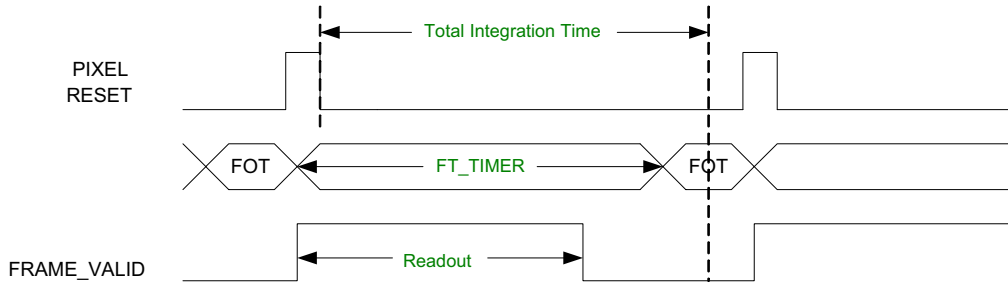 Total Integration Time
PIXEL
RESET
FOT
FT_TIMER
FOT
FRAME_VALID
Readout